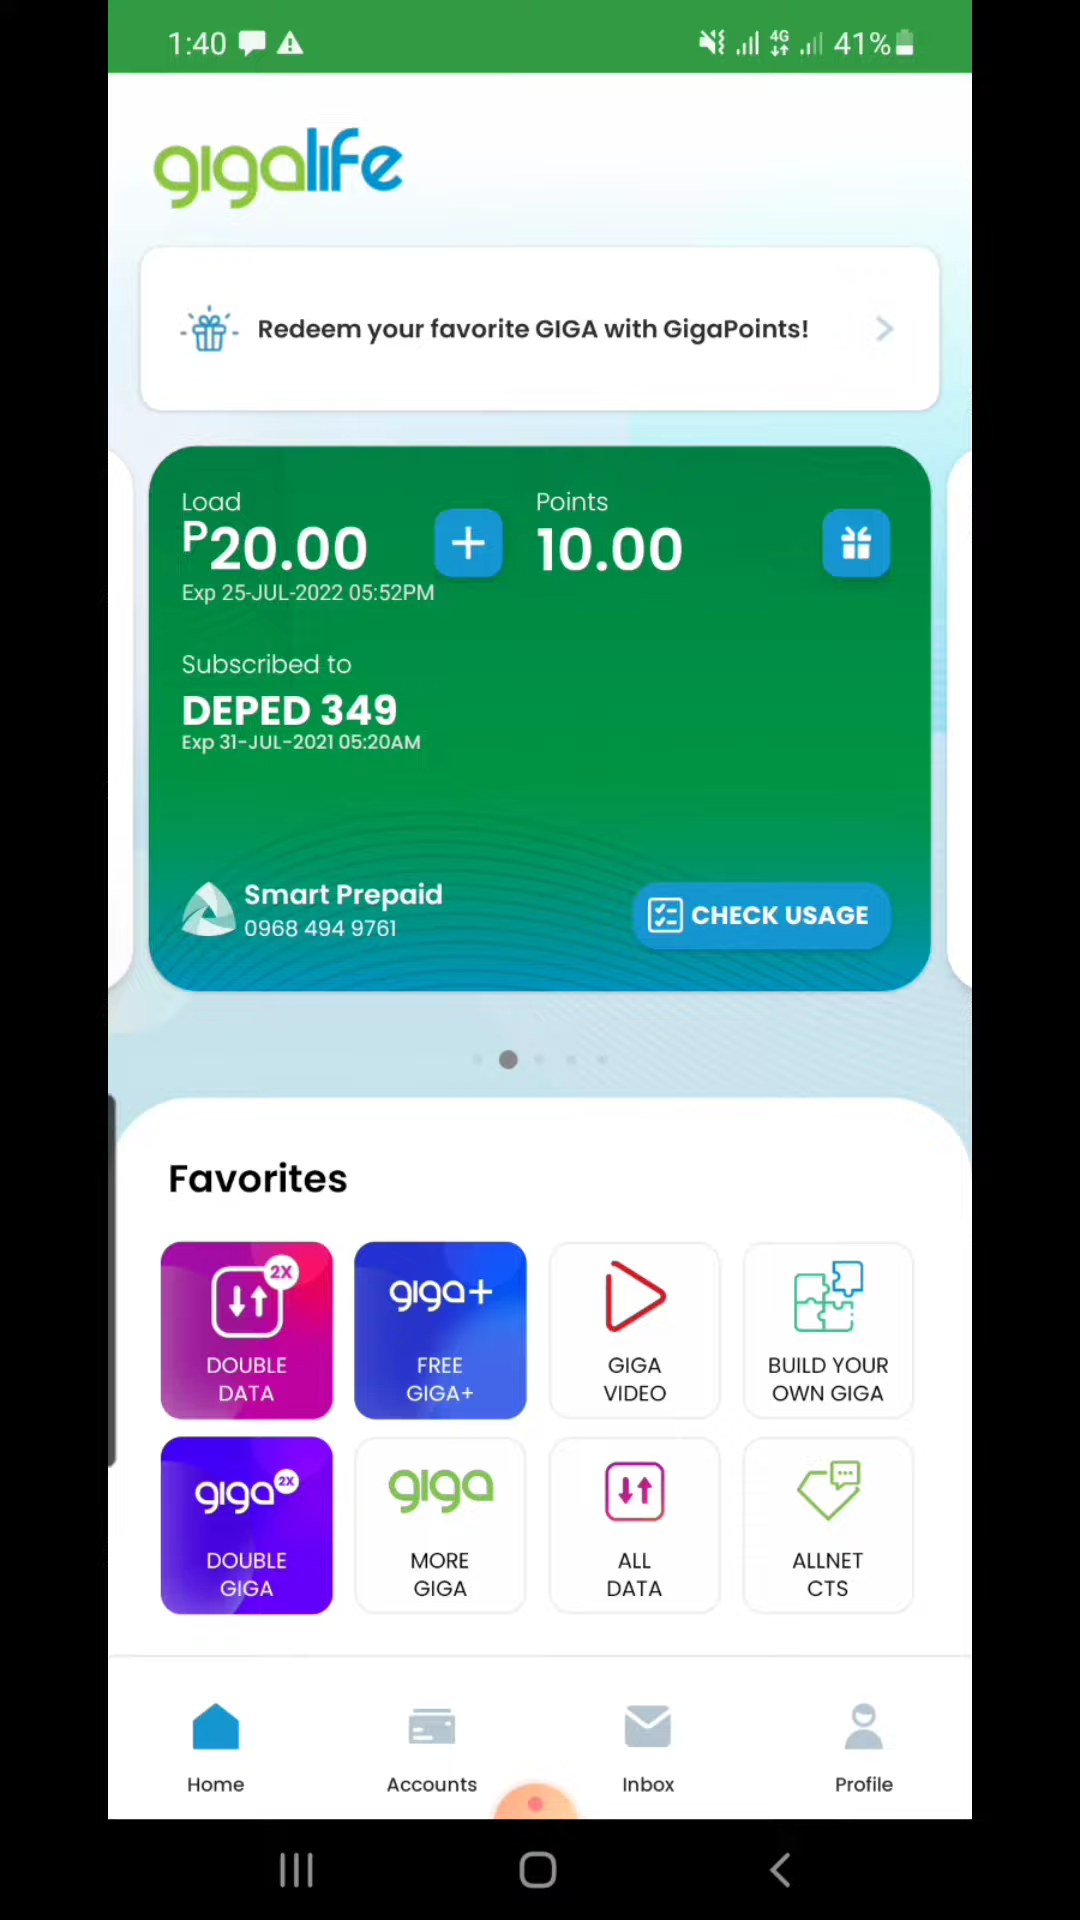 1:40
4G
41%
gigalife
Redeem your favorite GIGA with GigaPoints!
Load
P20.00
Exp 25-JUL-2022 05:52PM
Points
10.00
Subscribed to
DEPED 349
Exp 31-JUL-2021 05:20AM
Smart Prepaid
0968 494 9761
CHECK USAGE
Favorites
2X
DOUBLE
DATA
giga+
FREE
GIGA+
GIGA
VIDEO
BUILD YOUR
OWN GIGA
giga 2X
DOUBLE
GIGA
giga
MORE
GIGA
ALL
DATA
ALLNET
CTS
Home
Accounts
Inbox
Profile